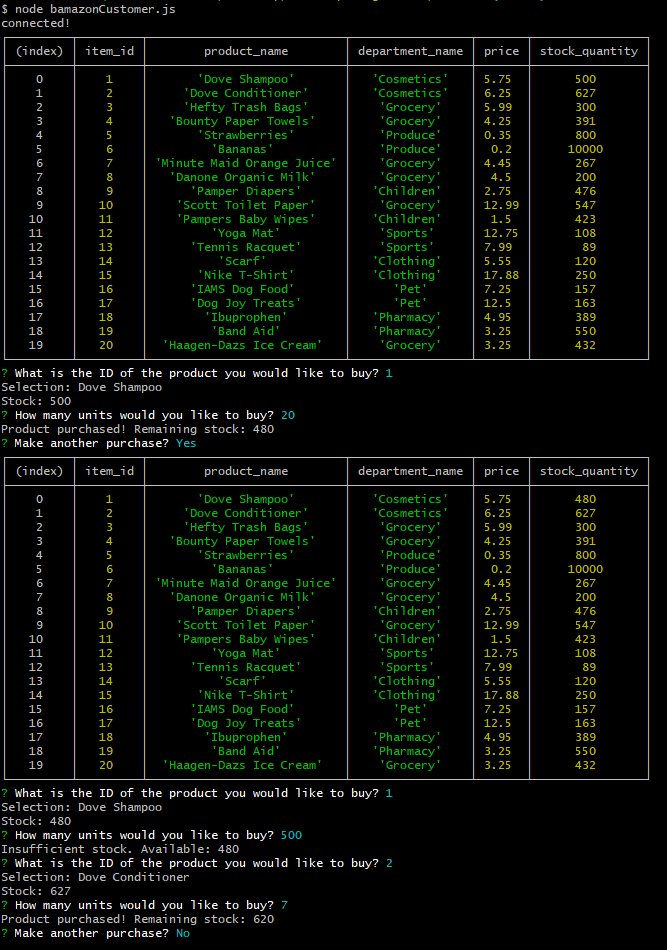 $ node bamazonCustomer.js
connected!
(index) item_id product_name department_name price stock_quantity
0 1 'Dove Shampoo' 'Cosmetics' 5.75 500
1 2 'Dove Conditioner' 'Cosmetics' 6.25 627
2 3 'Hefty Trash Bags' 'Grocery' 5.99 300
3 4 'Bounty Paper Towels' 'Grocery' 4.25 391
4 5 'Strawberries' 'Produce' 0.35 800
5 6 'Bananas' 'Produce' 0.2 10000
6 7 'Minute Maid Orange Juice' 'Grocery' 4.45 267
7 8 'Danone Organic Milk' 'Grocery' 4.5 200
8 9 'Pamper Diapers' 'Children' 2.75 476
9 10 'Scott Toilet Paper' 'Grocery' 12.99 547
10 11 'Pampers Baby Wipes' 'Children' 1.5 423
11 12 'Yoga Mat' 'Sports' 12.75 108
12 13 'Tennis Racquet' 'Sports' 7.99 89
13 14 'Scarf' 'Clothing' 5.55 120
14 15 'Nike T-Shirt' 'Clothing' 17.88 250
15 16 'IAMS Dog Food' 'Pet' 7.25 157
16 17 'Dog Joy Treats' 'Pet' 12.5 163
17 18 'Ibuprophen' 'Pharmacy' 4.95 389
18 19 'Band Aid' 'Pharmacy' 3.25 550
19 20 'Haagen-Dazs Ice Cream' 'Grocery' 3.25 432
? What is the ID of the product you would like to buy? 1
Selection: Dove Shampoo
Stock: 500
? How many units would you like to buy? 20
Product purchased! Remaining stock: 480
? Make another purchase? Yes
(index) item_id product_name department_name price stock_quantity
0 1 'Dove Shampoo' 'Cosmetics' 5.75 480
1 2 'Dove Conditioner' 'Cosmetics' 6.25 627
2 3 'Hefty Trash Bags' 'Grocery' 5.99 300
3 4 'Bounty Paper Towels' 'Grocery' 4.25 391
4 5 'Strawberries' 'Produce' 0.35 800
5 6 'Bananas' 'Produce' 0.2 10000
6 7 'Minute Maid Orange Juice' 'Grocery' 4.45 267
7 8 'Danone Organic Milk' 'Grocery' 4.5 200
8 9 'Pamper Diapers' 'Children' 2.75 476
9 10 'Scott Toilet Paper' 'Grocery' 12.99 547
10 11 'Pampers Baby Wipes' 'Children' 1.5 423
11 12 'Yoga Mat' 'Sports' 12.75 108
12 13 'Tennis Racquet' 'Sports' 7.99 89
13 14 'Scarf' 'Clothing' 5.55 120
14 15 'Nike T-Shirt' 'Clothing' 17.88 250
15 16 'IAMS Dog Food' 'Pet' 7.25 157
16 17 'Dog Joy Treats' 'Pet' 12.5 163
17 18 'Ibuprophen' 'Pharmacy' 4.95 389
18 19 'Band Aid' 'Pharmacy' 3.25 550
19 20 'Haagen-Dazs Ice Cream' 'Grocery' 3.25 432
? What is the ID of the product you would like to buy? 1
Selection: Dove Shampoo
Stock: 480
? How many units would you like to buy? 500
Insufficient stock. Available: 480
? What is the ID of the product you would like to buy? 2
Selection: Dove Conditioner
Stock: 627
? How many units would you like to buy? 7
Product purchased! Remaining stock: 620
? Make another purchase? No